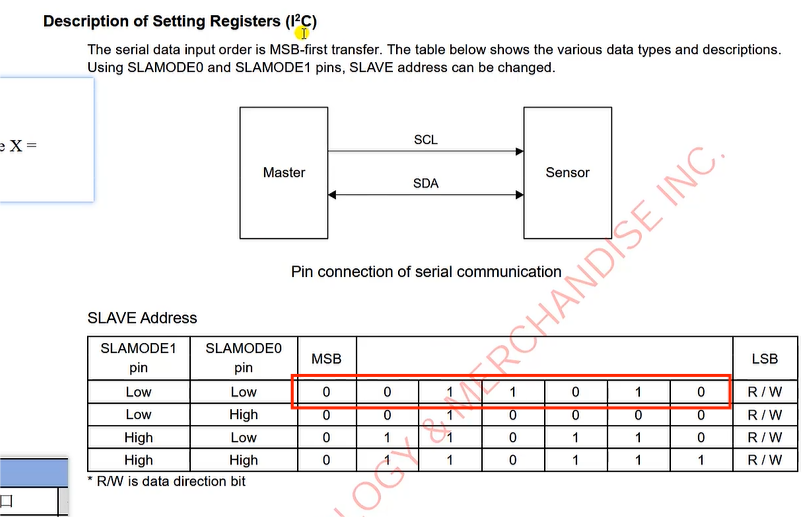 Description of Setting Registers (I²C)
The serial data input order is MSB-first transfer. The table below shows the various data types and descriptions.
Using SLAMODE0 and SLAMODE1 pins, SLAVE address can be changed.
e X =
SCL
Master
Sensor
SDA
Pin connection of serial communication
SLAVE Address
SLAMODE1 pin SLAMODE0 pin MSB LSB
Low Low 0 0 1 1 0 1 0 R / W
Low High 0 0 1 0 0 0 0 R / W
High Low 0 1 1 0 1 1 0 R / W
High High 0 1 1 0 1 1 1 R / W
* R/W is data direction bit
LOGY & MERCHANDISE INC.